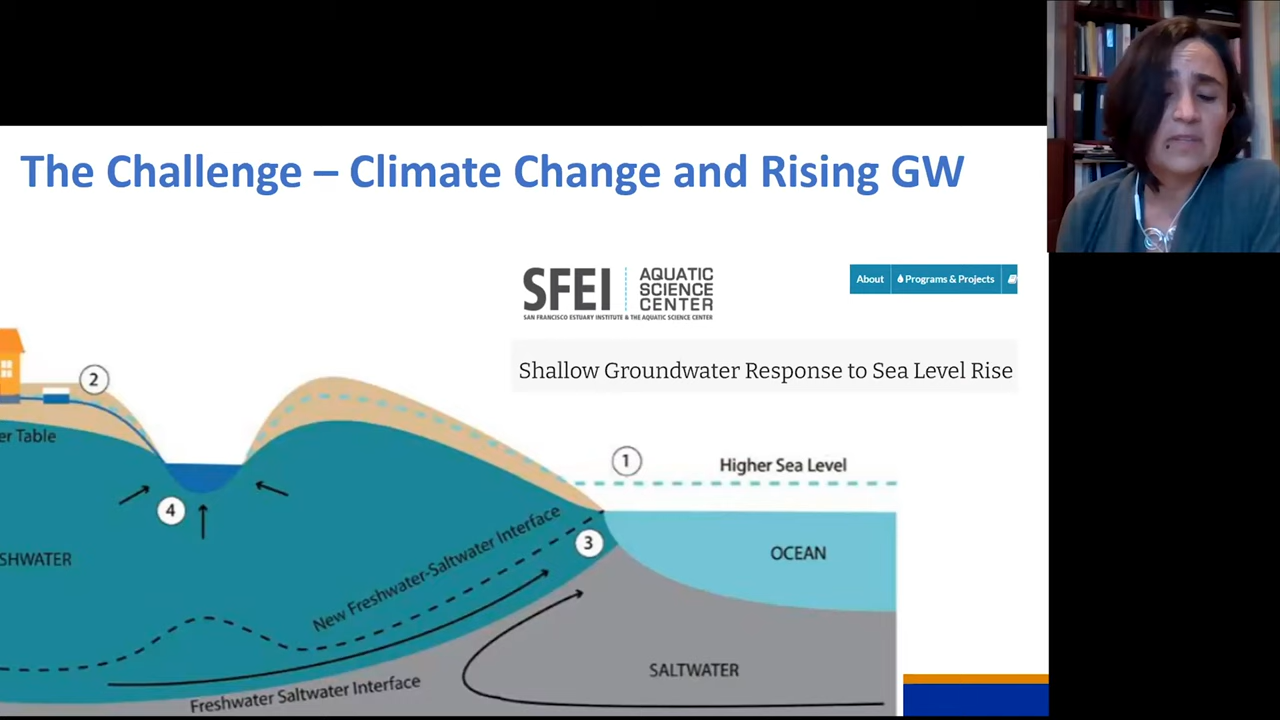 The Challenge – Climate Change and Rising GW
SFEI
AQUATIC
SCIENCE
CENTER
SAN FRANCISCO ESTUARY INSTITUTE & THE AQUATIC SCIENCE CENTER
About
Programs & Projects
Shallow Groundwater Response to Sea Level Rise
2
er Table
1
Higher Sea Level
4
3
SHWATER
New Freshwater-Saltwater Interface
OCEAN
Freshwater Saltwater Interface
SALTWATER